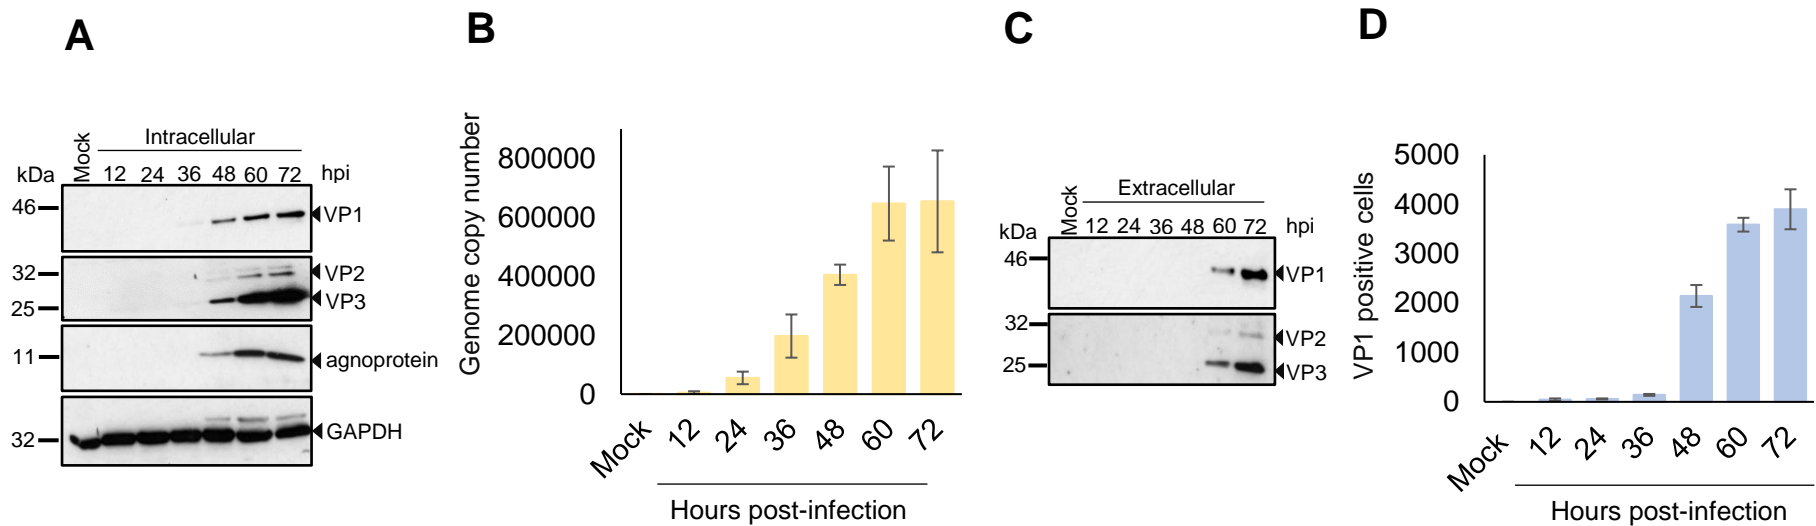 A
Intracellular
kDa Mock 12 24 36 48 60 72 hpi
46 VP1
32 VP2
25 VP3
11 agnoprotein
32 GAPDH
B
Genome copy number
800000
600000
400000
200000
0
Mock 12 24 36 48 60 72
Hours post-infection
C
Extracellular
kDa Mock 12 24 36 48 60 72 hpi
46 VP1
32 VP2
25 VP3
D
VP1 positive cells
5000
4000
3000
2000
1000
0
Mock 12 24 36 48 60 72
Hours post-infection